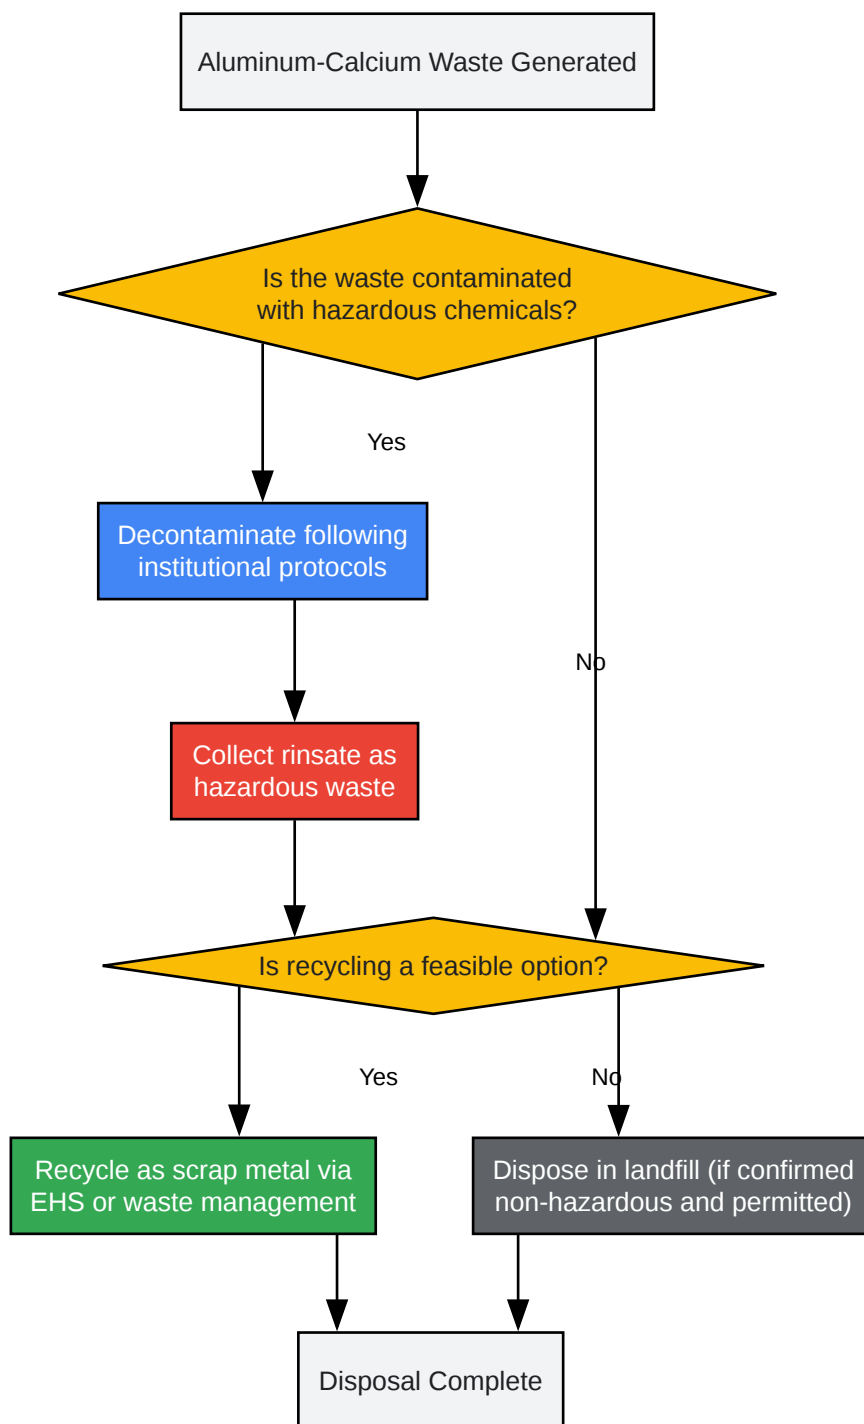 Aluminum-Calcium Waste Generated
Is the waste contaminated
with hazardous chemicals?
Yes
Decontaminate following
institutional protocols
No
Collect rinsate as
hazardous waste
Is recycling a feasible option?
Yes
No
Recycle as scrap metal via
EHS or waste management
Dispose in landfill (if confirmed
non-hazardous and permitted)
Disposal Complete